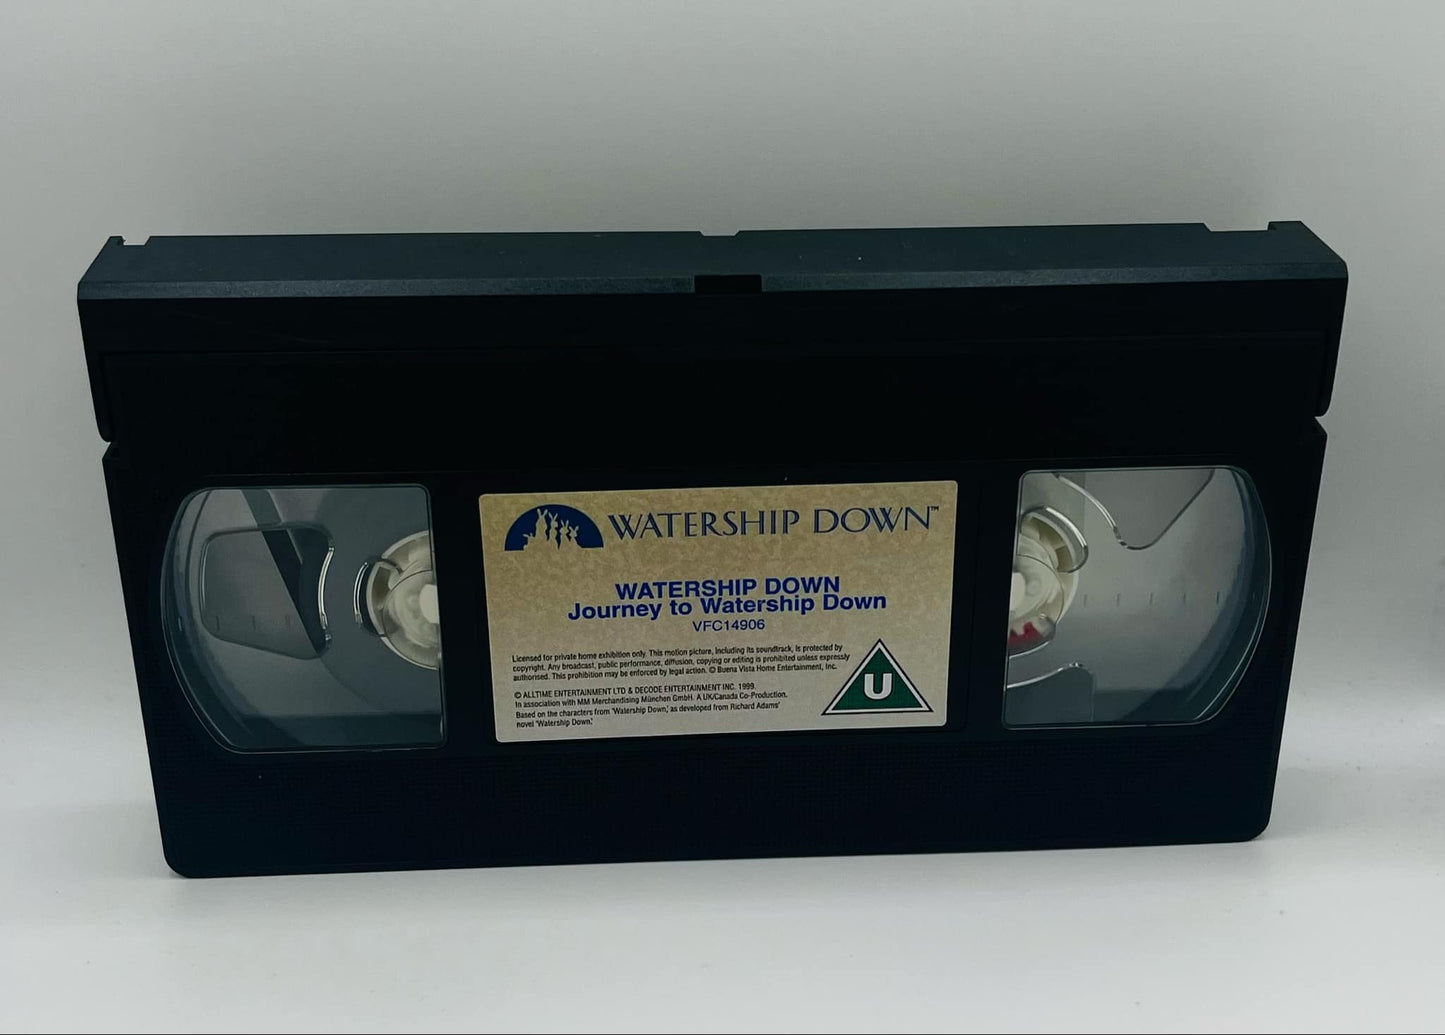 WATERSHIP DOWN™
WATERSHIP DOWN
Journey to Watership Down
VFC14906
Licensed for private home exhibition only. This motion picture, including its soundtrack, is protected by
copyright. Any broadcast, public performance, diffusion, copying or editing is prohibited unless expressly
authorised. This prohibition may be enforced by legal action. © Buena Vista Home Entertainment, Inc.
© ALLTIME ENTERTAINMENT LTD & DECODE ENTERTAINMENT INC. 1999.
In association with MM Merchandising München GmbH. A UK/Canada Co-Production.
Based on the characters from 'Watership Down,' as developed from Richard Adams'
novel 'Watership Down.'
U